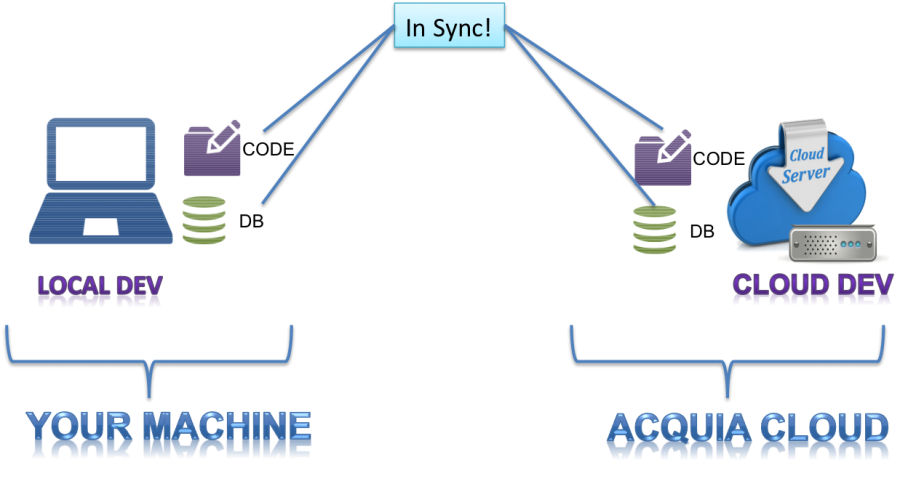 In Sync!
CODE
DB
LOCAL DEV
YOUR MACHINE
CODE
DB
Cloud
Server
CLOUD DEV
ACQUIA CLOUD